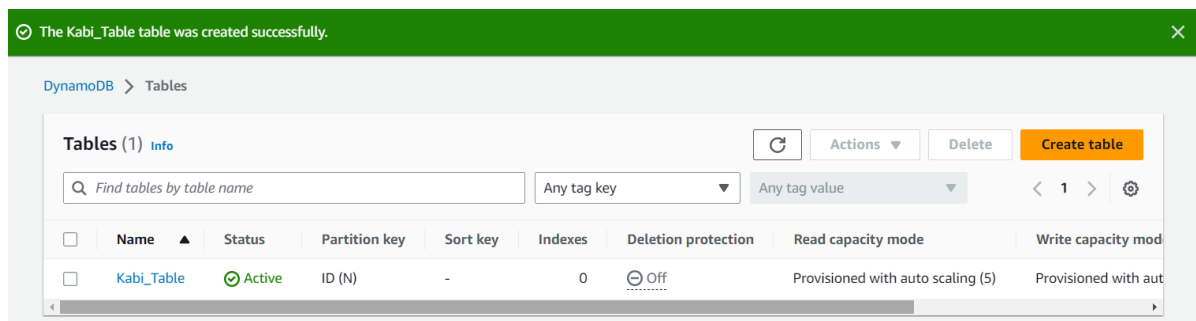 The Kabi_Table table was created successfully.
DynamoDB > Tables
Tables (1) Info
Actions
Delete
Create table
Find tables by table name
Any tag key
Any tag value
< 1 >
Name Status Partition key Sort key Indexes Deletion protection Read capacity mode Write capacity mod
Kabi_Table Active ID (N) - 0 Off Provisioned with auto scaling (5) Provisioned with aut